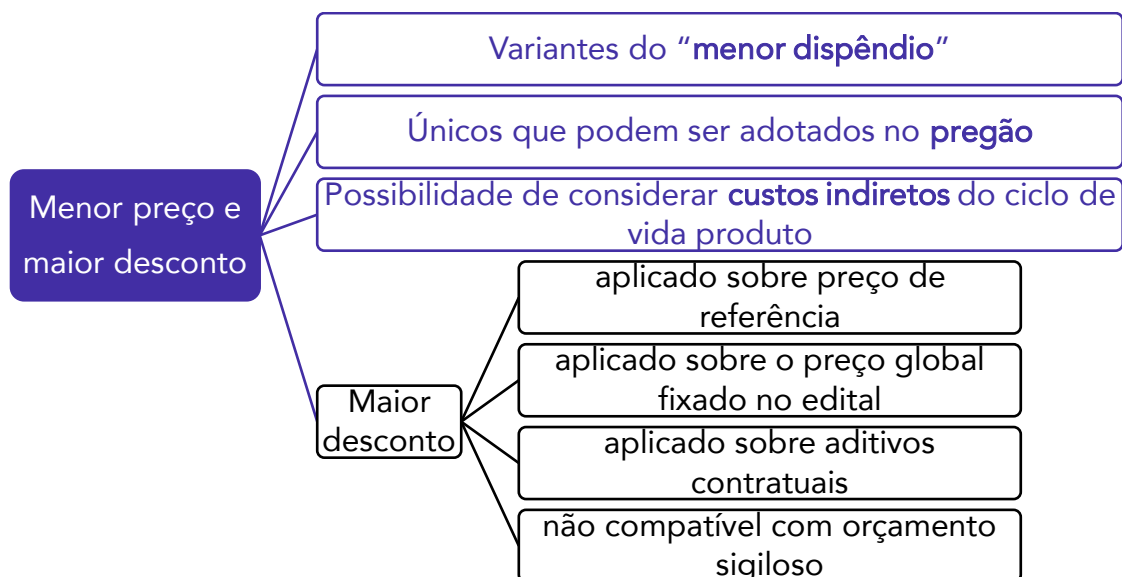 Variantes do “menor dispêndio”
Únicos que podem ser adotados no pregão
Menor preço e
maior desconto
Possibilidade de considerar custos indiretos do ciclo de
vida produto
Maior
desconto
aplicado sobre preço de
referência
aplicado sobre o preço global
fixado no edital
aplicado sobre aditivos
contratuais
não compatível com orçamento
sigiloso